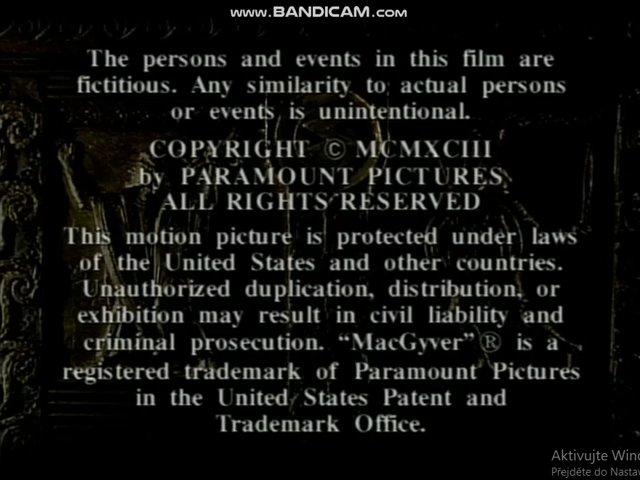 www.BANDICAM.com
The persons and events in this film are
fictitious. Any similarity to actual persons
or events is unintentional.
COPYRIGHT © MCMXCIII
by PARAMOUNT PICTURES
ALL RIGHTS RESERVED
This motion picture is protected under laws
of the United States and other countries.
Unauthorized duplication, distribution, or
exhibition may result in civil liability and
criminal prosecution. “MacGyver”® is a
registered trademark of Paramount Pictures
in the United States Patent and
Trademark Office.
Aktivujte Wind
Přejděte do Nastav